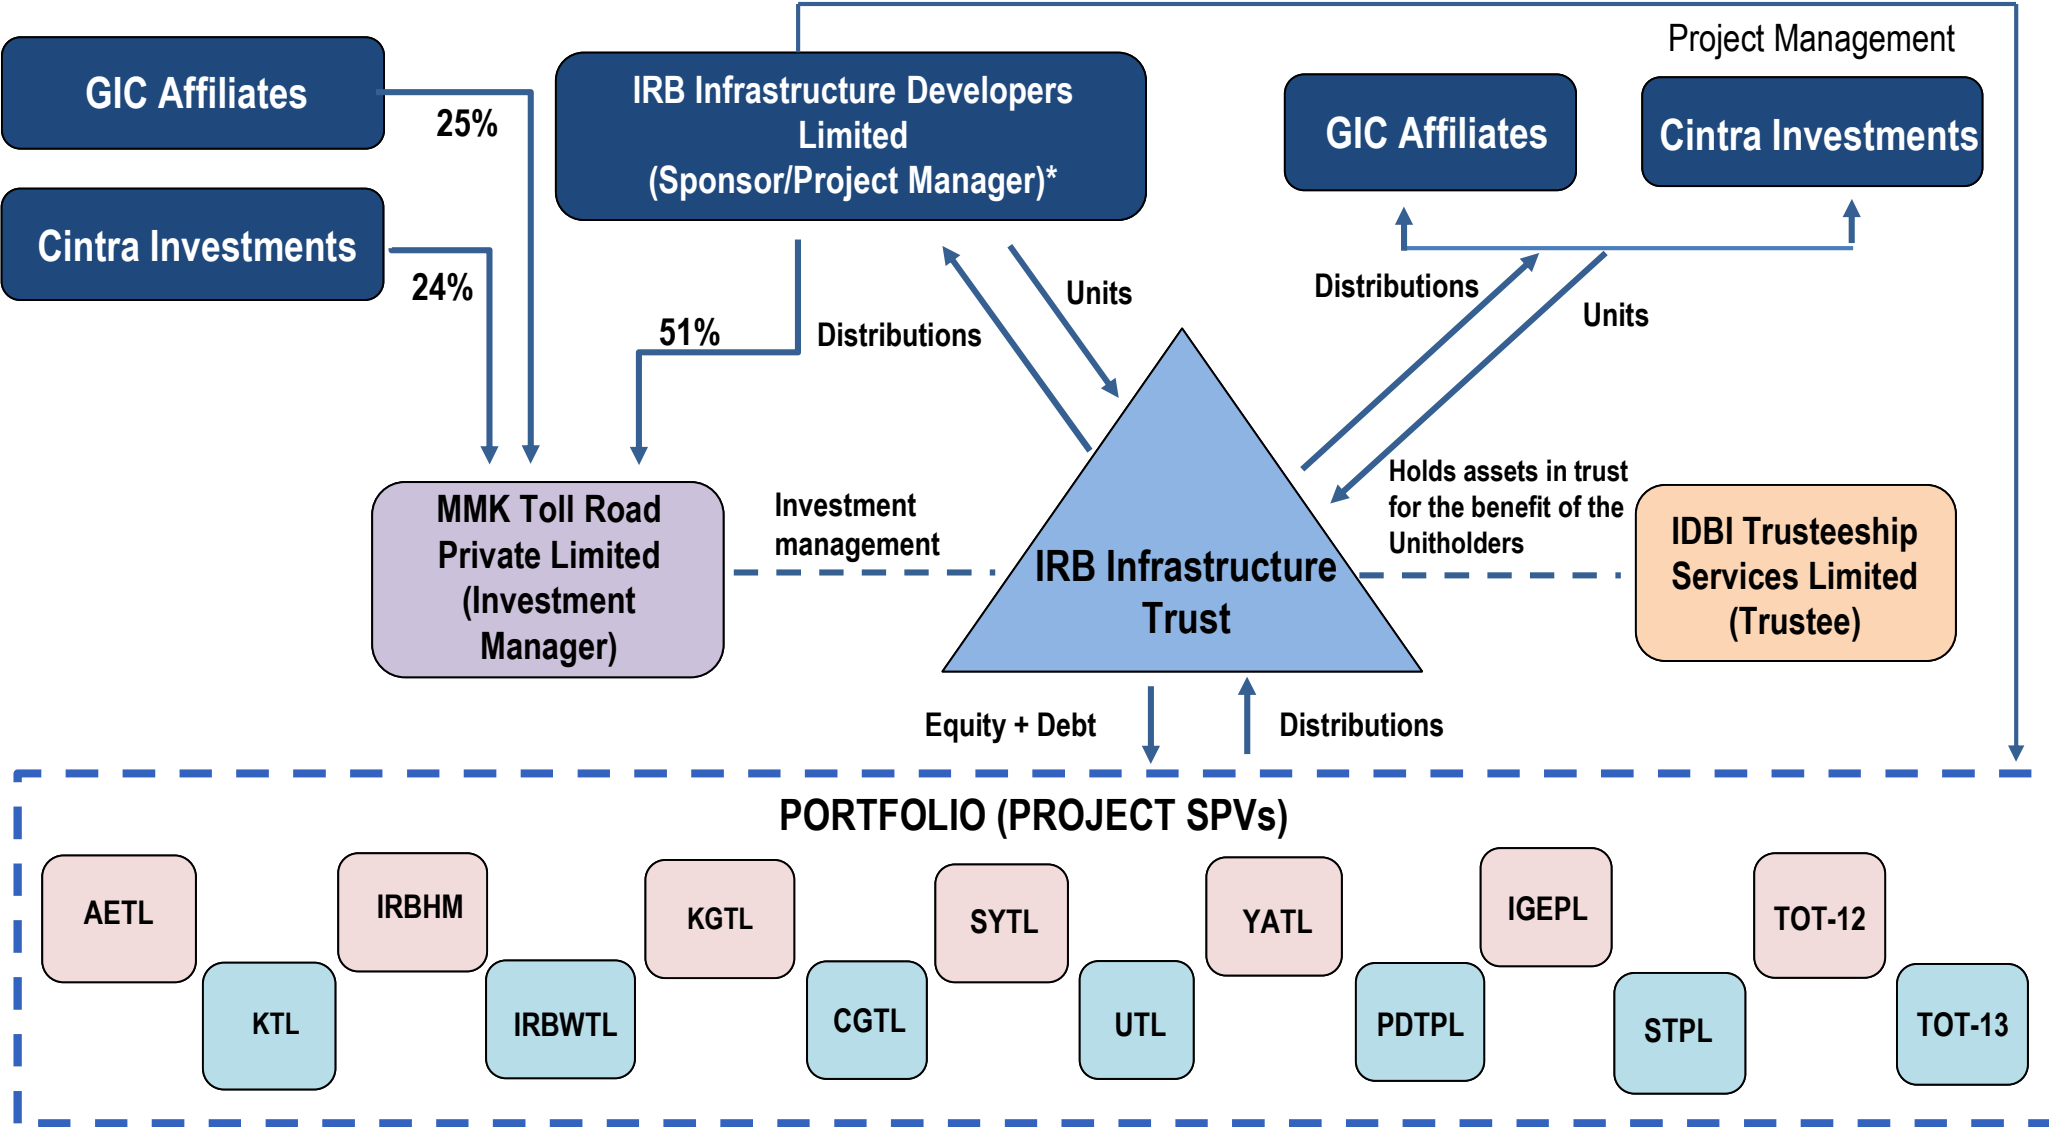 Project Management
GIC Affiliates
25%
IRB Infrastructure Developers
Limited
(Sponsor/Project Manager)*
GIC Affiliates
Cintra Investments
Cintra Investments
24%
51%
Distributions
Units
Distributions
Units
MMK Toll Road
Private Limited
(Investment
Manager)
Investment
management
IRB Infrastructure
Trust
Holds assets in trust
for the benefit of the
Unitholders
IDBI Trusteeship
Services Limited
(Trustee)
Equity + Debt
Distributions
PORTFOLIO (PROJECT SPVs)
AETL
IRBHM
KGTL
SYTL
YATL
IGEPL
TOT-12
KTL
IRBWTL
CGTL
UTL
PDTPL
STPL
TOT-13